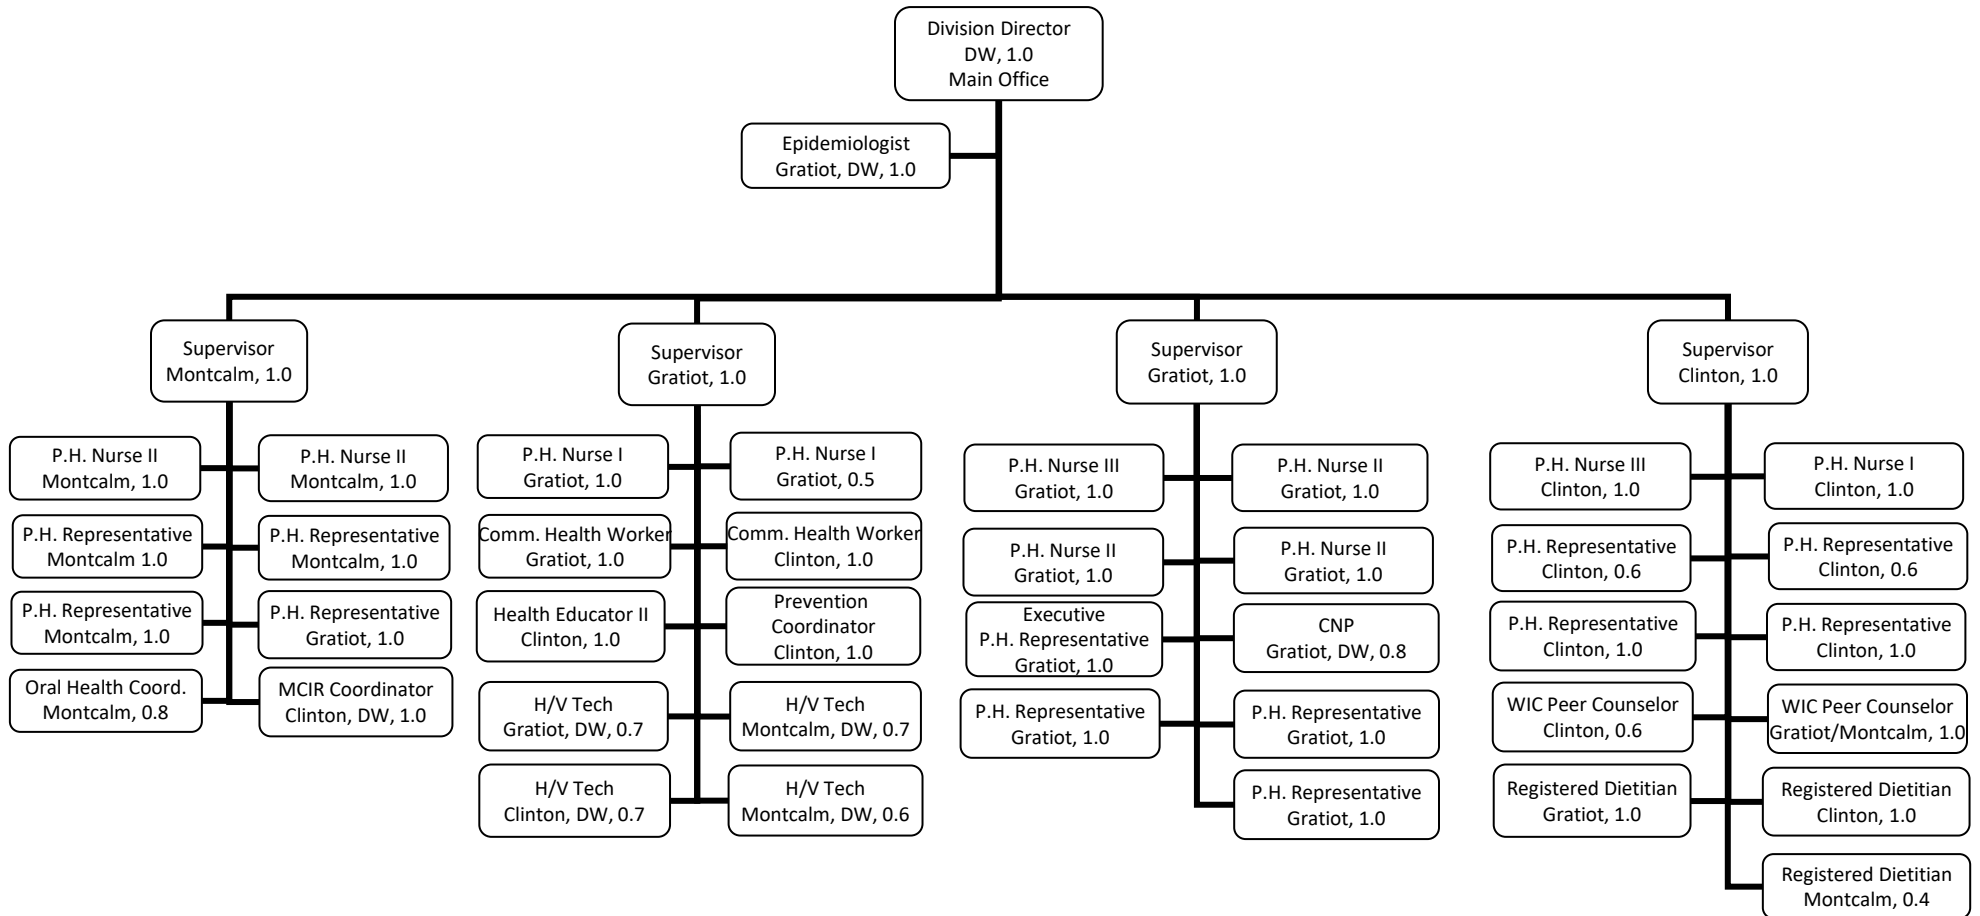 Division Director
DW, 1.0
Main Office
Epidemiologist
Gratiot, DW, 1.0
Supervisor
Montcalm, 1.0
P.H. Nurse II
Montcalm, 1.0
P.H. Nurse II
Montcalm, 1.0
P.H. Representative
Montcalm 1.0
P.H. Representative
Montcalm, 1.0
P.H. Representative
Montcalm, 1.0
P.H. Representative
Gratiot, 1.0
Oral Health Coord.
Montcalm, 0.8
MCIR Coordinator
Clinton, DW, 1.0
Supervisor
Gratiot, 1.0
P.H. Nurse I
Gratiot, 1.0
P.H. Nurse I
Gratiot, 0.5
Comm. Health Worker
Gratiot, 1.0
Comm. Health Worker
Clinton, 1.0
Health Educator II
Clinton, 1.0
Prevention
Coordinator
Clinton, 1.0
H/V Tech
Gratiot, DW, 0.7
H/V Tech
Montcalm, DW, 0.7
H/V Tech
Clinton, DW, 0.7
H/V Tech
Montcalm, DW, 0.6
Supervisor
Gratiot, 1.0
P.H. Nurse III
Gratiot, 1.0
P.H. Nurse II
Gratiot, 1.0
P.H. Nurse II
Gratiot, 1.0
P.H. Nurse II
Gratiot, 1.0
Executive
P.H. Representative
Gratiot, 1.0
CNP
Gratiot, DW, 0.8
P.H. Representative
Gratiot, 1.0
P.H. Representative
Gratiot, 1.0
P.H. Representative
Gratiot, 1.0
Supervisor
Clinton, 1.0
P.H. Nurse III
Clinton, 1.0
P.H. Nurse I
Clinton, 1.0
P.H. Representative
Clinton, 0.6
P.H. Representative
Clinton, 0.6
P.H. Representative
Clinton, 1.0
P.H. Representative
Clinton, 1.0
WIC Peer Counselor
Clinton, 0.6
WIC Peer Counselor
Gratiot/Montcalm, 1.0
Registered Dietitian
Gratiot, 1.0
Registered Dietitian
Clinton, 1.0
Registered Dietitian
Montcalm, 0.4